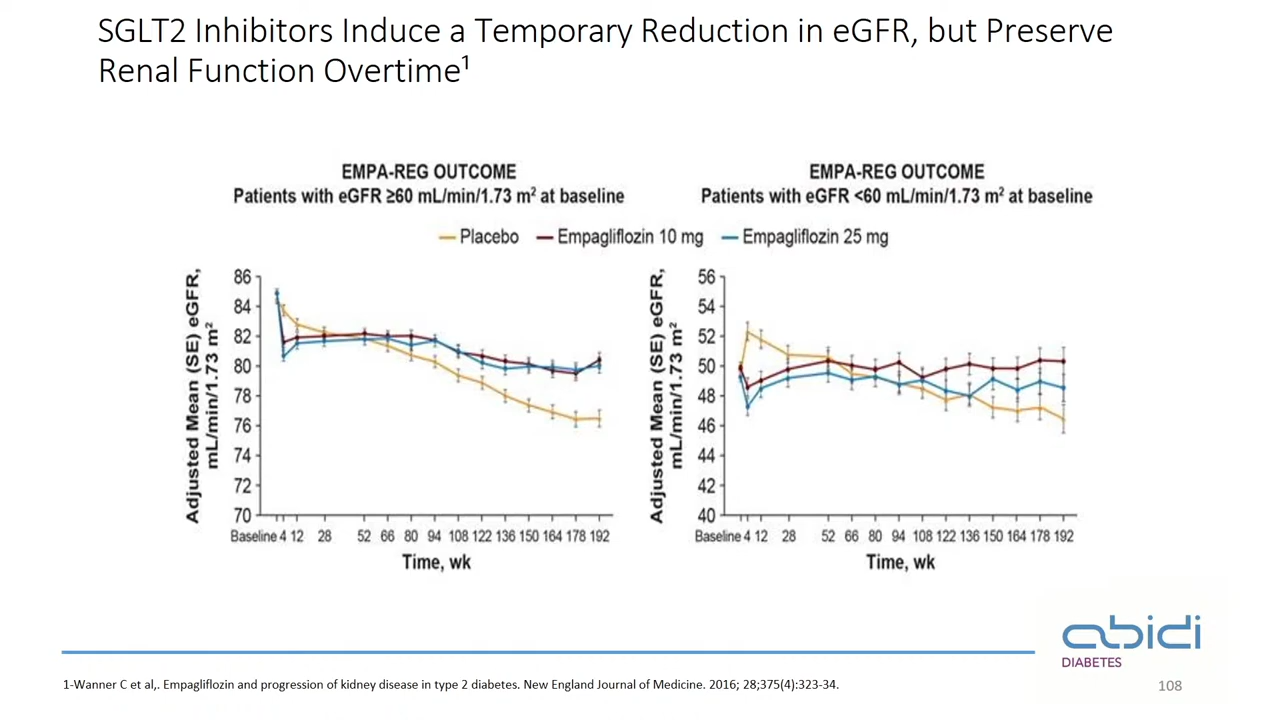 SGLT2 Inhibitors Induce a Temporary Reduction in eGFR, but Preserve
Renal Function Overtime¹
EMPA-REG OUTCOME
Patients with eGFR ≥60 mL/min/1.73 m² at baseline
EMPA-REG OUTCOME
Patients with eGFR <60 mL/min/1.73 m² at baseline
Placebo
Empagliflozin 10 mg
Empagliflozin 25 mg
Adjusted Mean (SE) eGFR,
mL/min/1.73 m²
86
84
82
80
78
76
74
72
70
Baseline 4 12 28 52 66 80 94 108 122 136 150 164 178 192
Time, wk
Adjusted Mean (SE) eGFR,
mL/min/1.73 m²
56
54
52
50
48
46
44
42
40
Baseline 4 12 28 52 66 80 94 108 122 136 150 164 178 192
Time, wk
abidi
DIABETES
1-Wanner C et al,. Empagliflozin and progression of kidney disease in type 2 diabetes. New England Journal of Medicine. 2016; 28;375(4):323-34.
108